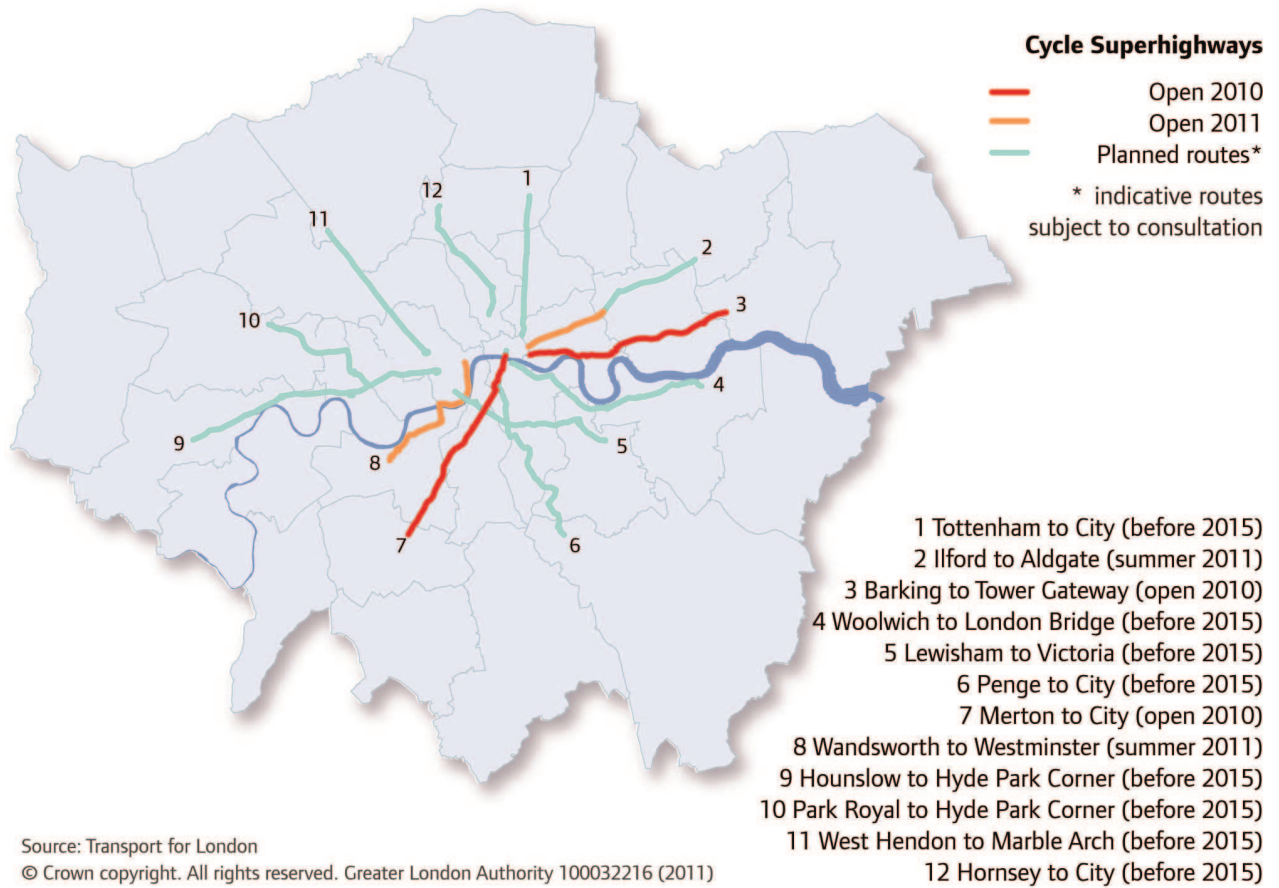 Cycle Superhighways
Open 2010
Open 2011
Planned routes*
* indicative routes
subject to consultation
12
1
11
2
10
3
4
9
5
8
7
6
1 Tottenham to City (before 2015)
2 Ilford to Aldgate (summer 2011)
3 Barking to Tower Gateway (open 2010)
4 Woolwich to London Bridge (before 2015)
5 Lewisham to Victoria (before 2015)
6 Penge to City (before 2015)
7 Merton to City (open 2010)
8 Wandsworth to Westminster (summer 2011)
9 Hounslow to Hyde Park Corner (before 2015)
10 Park Royal to Hyde Park Corner (before 2015)
11 West Hendon to Marble Arch (before 2015)
12 Hornsey to City (before 2015)
Source: Transport for London
© Crown copyright. All rights reserved. Greater London Authority 100032216 (2011)